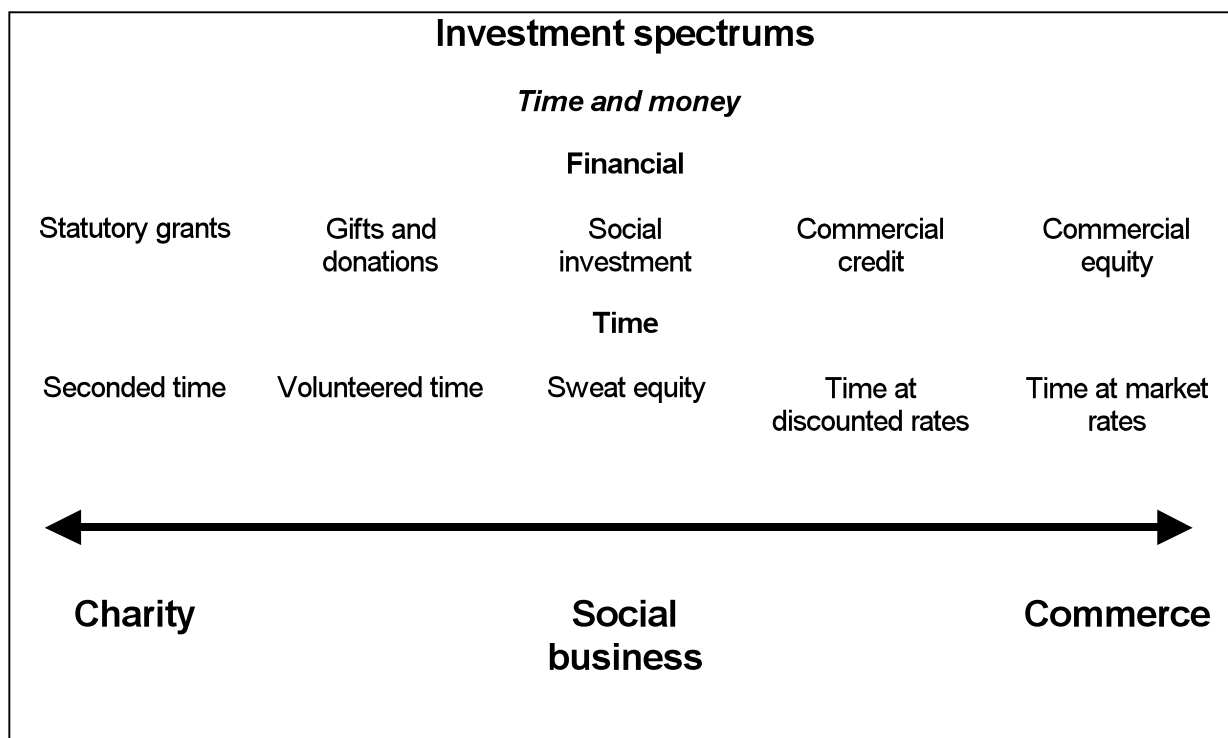 Investment spectrums
Time and money
Financial
Statutory grants
Gifts and
donations
Social
investment
Commercial
credit
Commercial
equity
Time
Seconded time
Volunteered time
Sweat equity
Time at
discounted rates
Time at market
rates
Charity
Social
business
Commerce